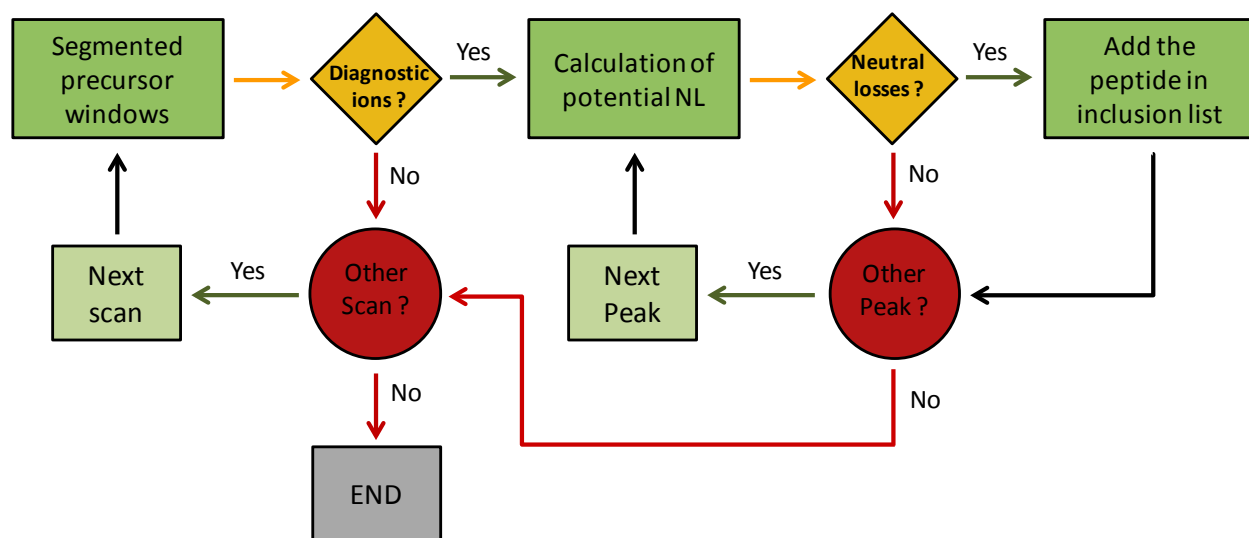 Segmented
precursor
windows
Diagnostic
ions ?
Yes
Calculation of
potential NL
Neutral
losses ?
Yes
Add the
peptide in
inclusion list
No
No
Next
scan
Yes
Other
Scan ?
Next
Peak
Yes
Other
Peak ?
No
No
END